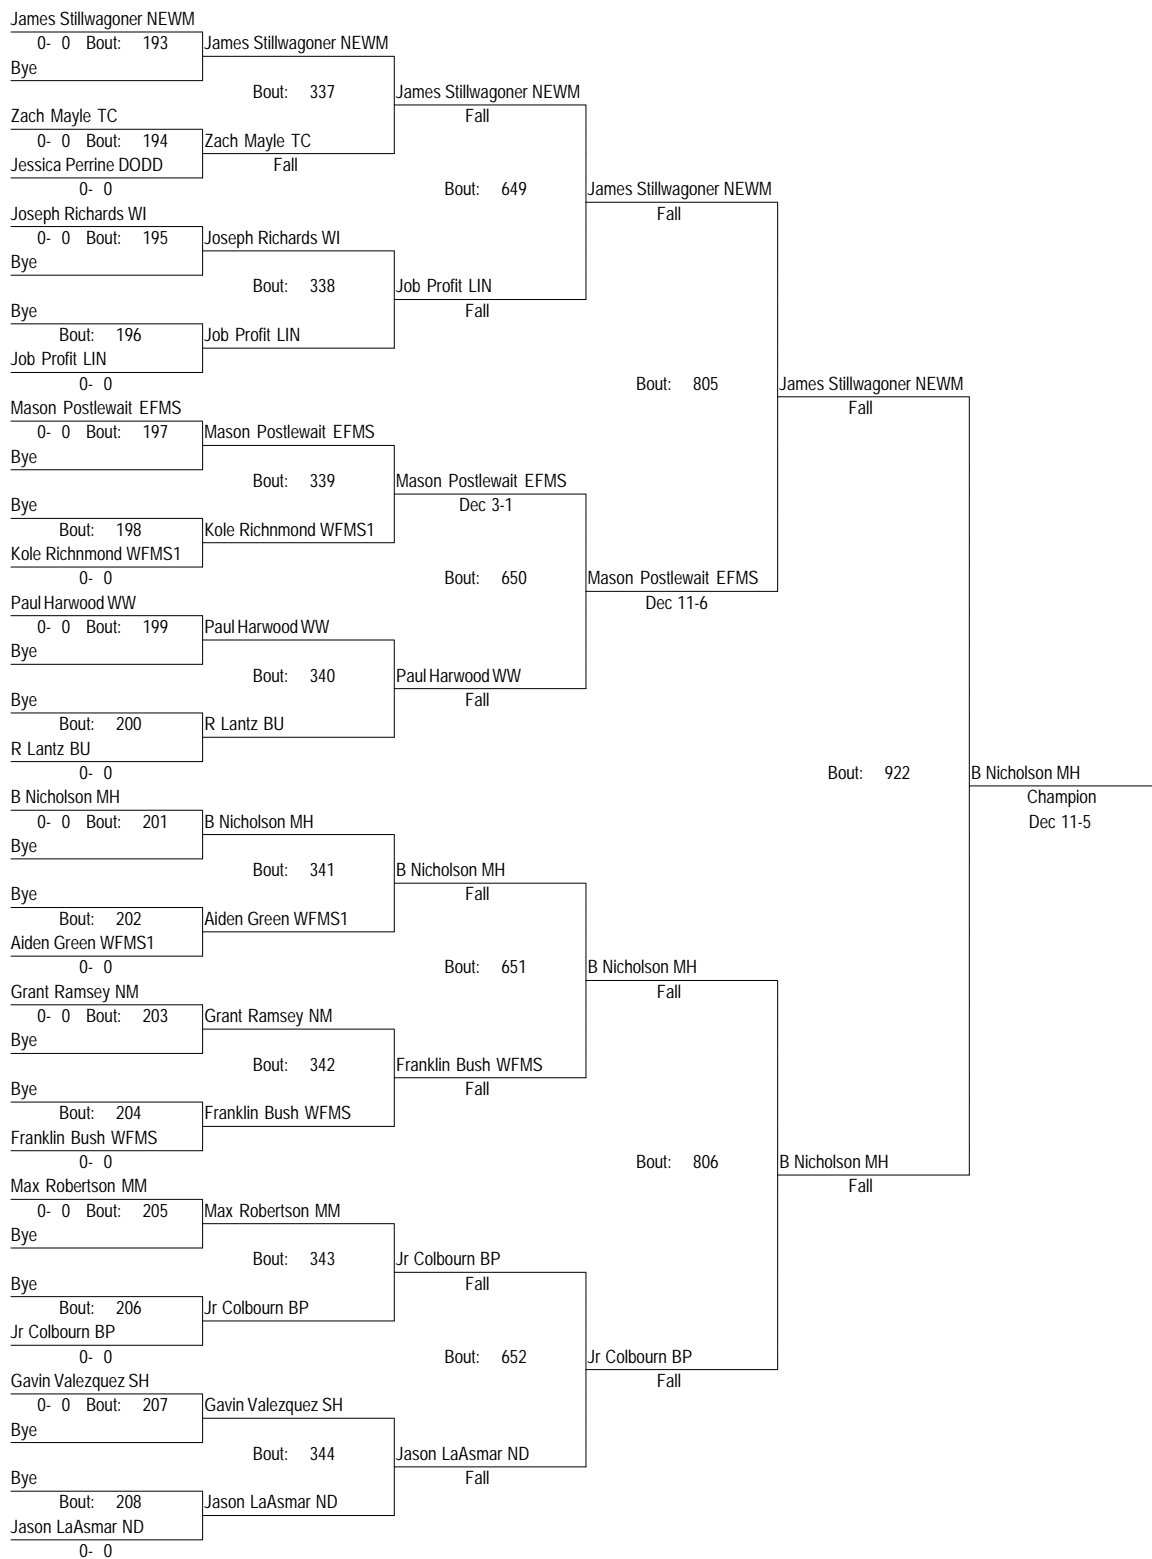 James Stillwagoner NEWM
0- 0 Bout: 193 James Stillwagoner NEWM
Bye
Bout: 337 James Stillwagoner NEWM
Zach Mayle TC Fall
0- 0 Bout: 194 Zach Mayle TC
Jessica Perrine DODD Fall
0- 0 Bout: 649 James Stillwagoner NEWM
Joseph Richards WI Fall
0- 0 Bout: 195 Joseph Richards WI
Bye
Bout: 338 Job Profit LIN
Bye Fall
Bout: 196 Job Profit LIN
Job Profit LIN
0- 0 Bout: 805 James Stillwagoner NEWM
Mason Postlewait EFMS Fall
0- 0 Bout: 197 Mason Postlewait EFMS
Bye
Bout: 339 Mason Postlewait EFMS
Bye Dec 3-1
Bout: 198 Kole Richnmond WFMS1
Kole Richnmond WFMS1
0- 0 Bout: 650 Mason Postlewait EFMS
Paul Harwood WW Dec 11-6
0- 0 Bout: 199 Paul Harwood WW
Bye
Bout: 340 Paul Harwood WW
Bye Fall
Bout: 200 R Lantz BU
R Lantz BU
0- 0 Bout: 922 B Nicholson MH
B Nicholson MH Champion
0- 0 Bout: 201 B Nicholson MH Dec 11-5
Bye
Bout: 341 B Nicholson MH
Bye Fall
Bout: 202 Aiden Green WFMS1
Aiden Green WFMS1
0- 0 Bout: 651 B Nicholson MH
Grant Ramsey NM Fall
0- 0 Bout: 203 Grant Ramsey NM
Bye
Bout: 342 Franklin Bush WFMS
Bye Fall
Bout: 204 Franklin Bush WFMS
Franklin Bush WFMS
0- 0 Bout: 806 B Nicholson MH
Max Robertson MM Fall
0- 0 Bout: 205 Max Robertson MM
Bye
Bout: 343 Jr Colbourn BP
Bye Fall
Bout: 206 Jr Colbourn BP
Jr Colbourn BP
0- 0 Bout: 652 Jr Colbourn BP
Gavin Valezquez SH Fall
0- 0 Bout: 207 Gavin Valezquez SH
Bye
Bout: 344 Jason LaAsmar ND
Bye Fall
Bout: 208 Jason LaAsmar ND
Jason LaAsmar ND
0- 0